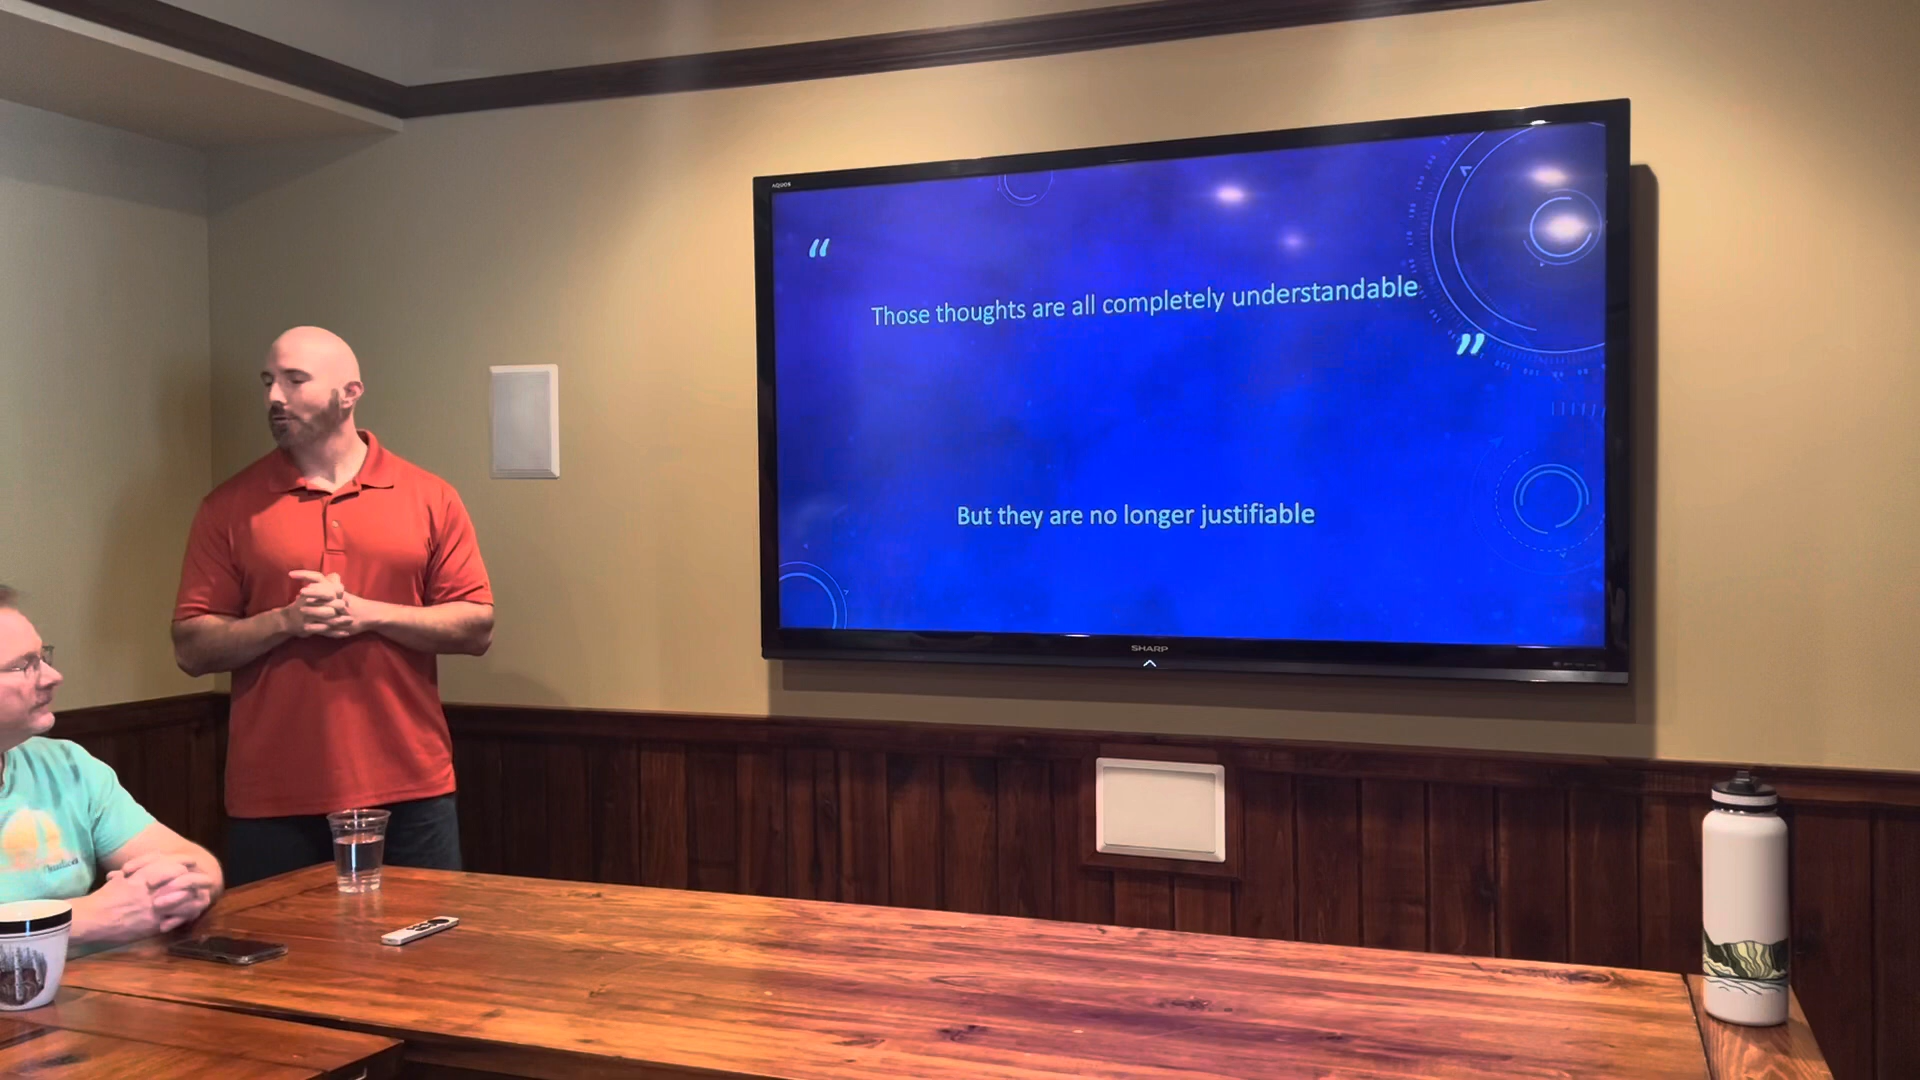 AQUOS
“
Those thoughts are all completely understandable
”
But they are no longer justifiable
SHARP